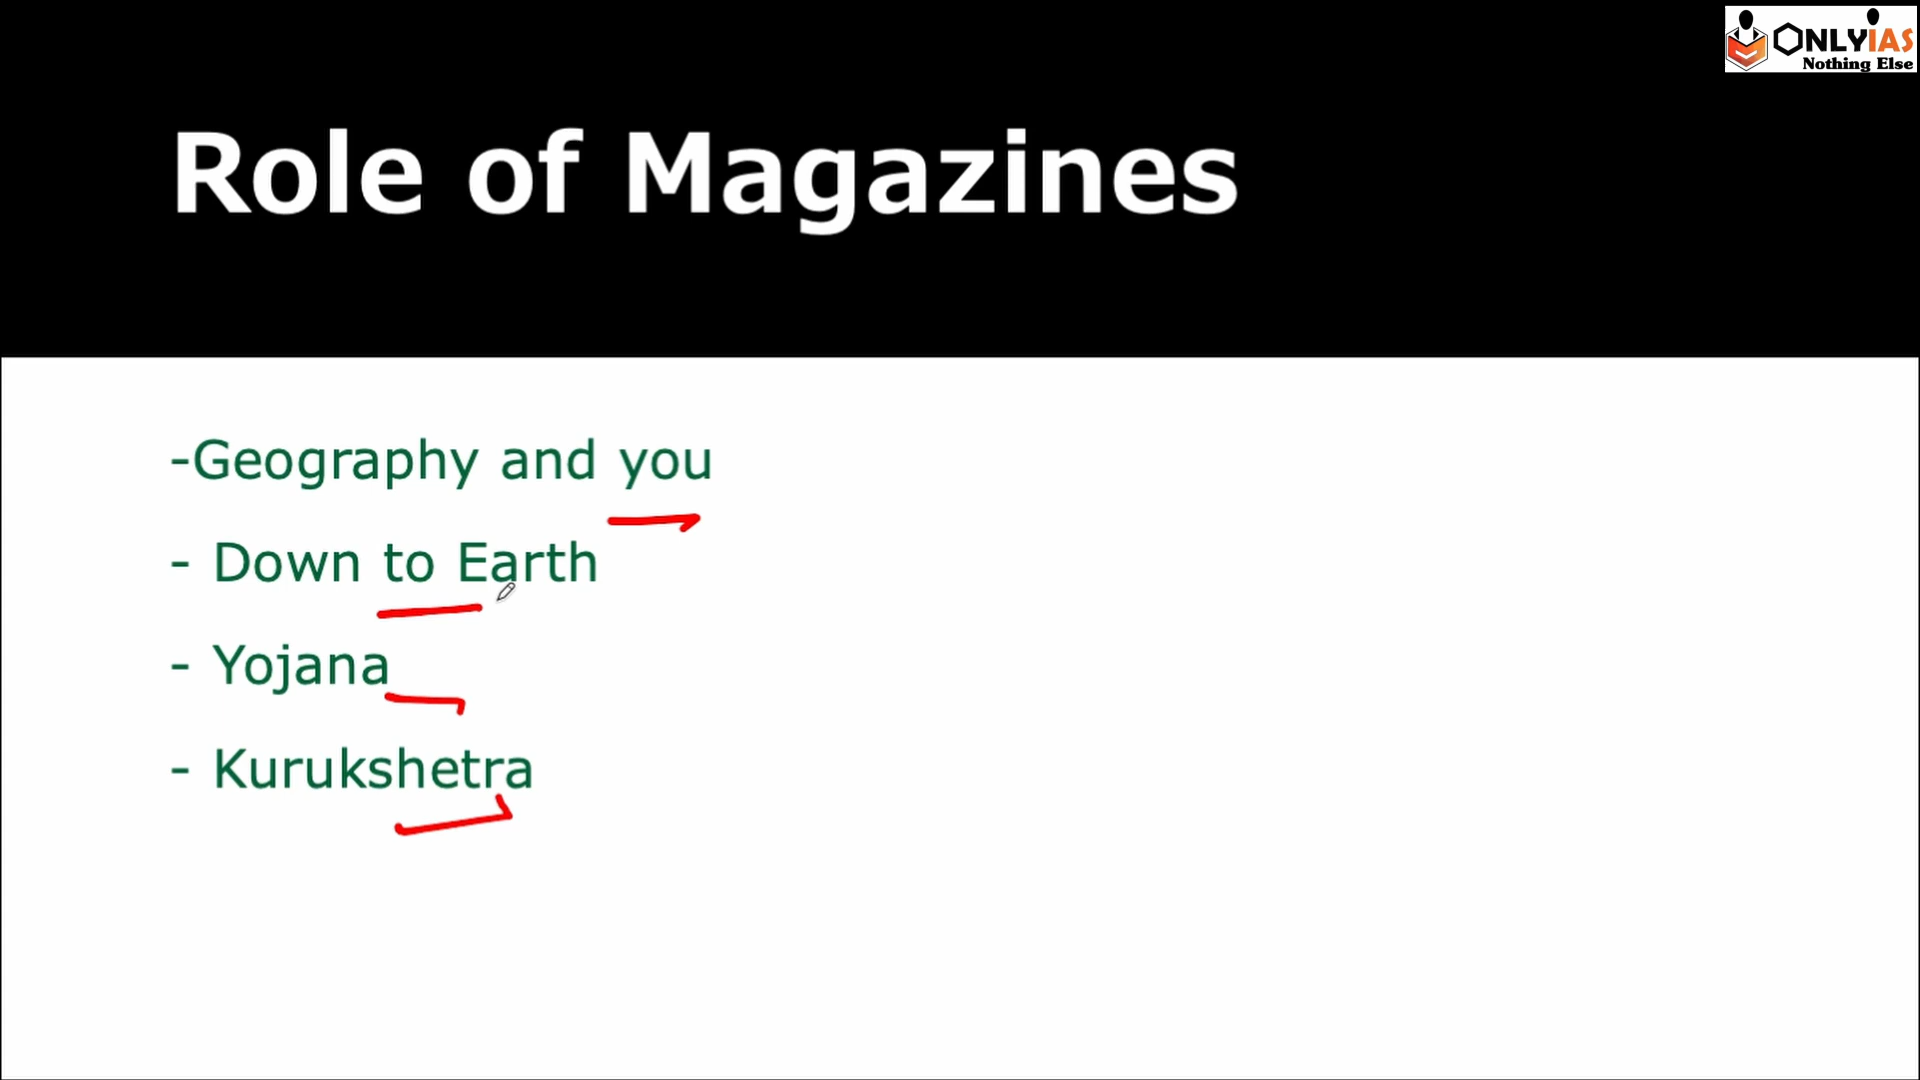 ONLYIAS
Nothing Else
Role of Magazines
-Geography and you
- Down to Earth
- Yojana
- Kurukshetra